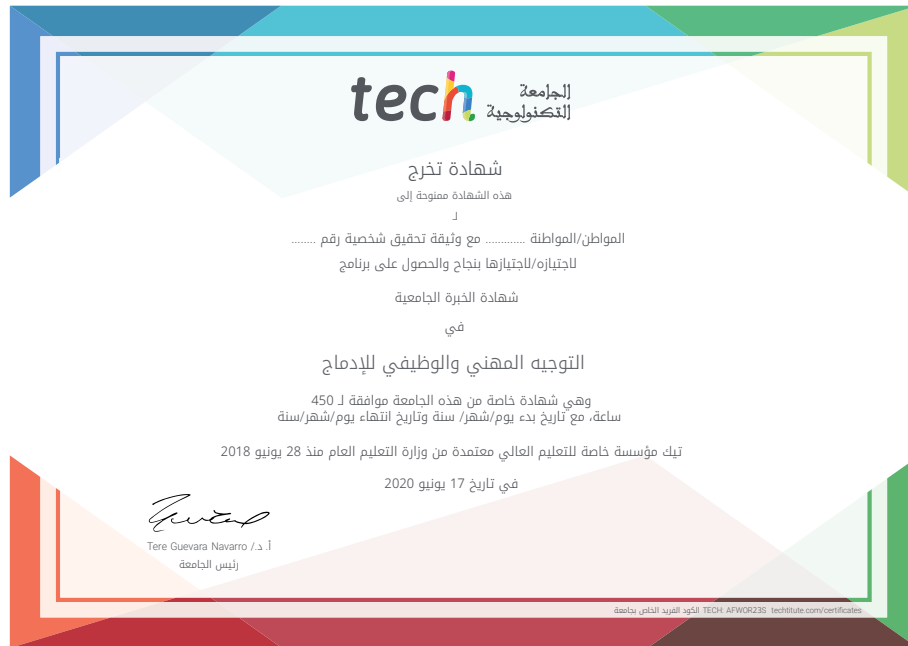 tech الجامعة
التكنولوجية
شهادة تخرج
هذه الشهادة ممنوحة إلى
لـ
المواطن/المواطنة ............ مع وثيقة تحقيق شخصية رقم ........
لاجتيازه/لاجتيازها بنجاح والحصول على برنامج
شهادة الخبرة الجامعية
في
التوجيه المهني والوظيفي للإدماج
وهي شهادة خاصة من هذه الجامعة موافقة لـ 450
ساعة، مع تاريخ بدء يوم/شهر/ سنة وتاريخ انتهاء يوم/شهر/سنة
تيك مؤسسة خاصة للتعليم العالي معتمدة من وزارة التعليم العام منذ 28 يونيو 2018
في تاريخ 17 يونيو 2020
أ. د./ Tere Guevara Navarro
رئيس الجامعة
الكود الفريد الخاص بجامعة TECH: AFWOR23S techtitute.com/certificates